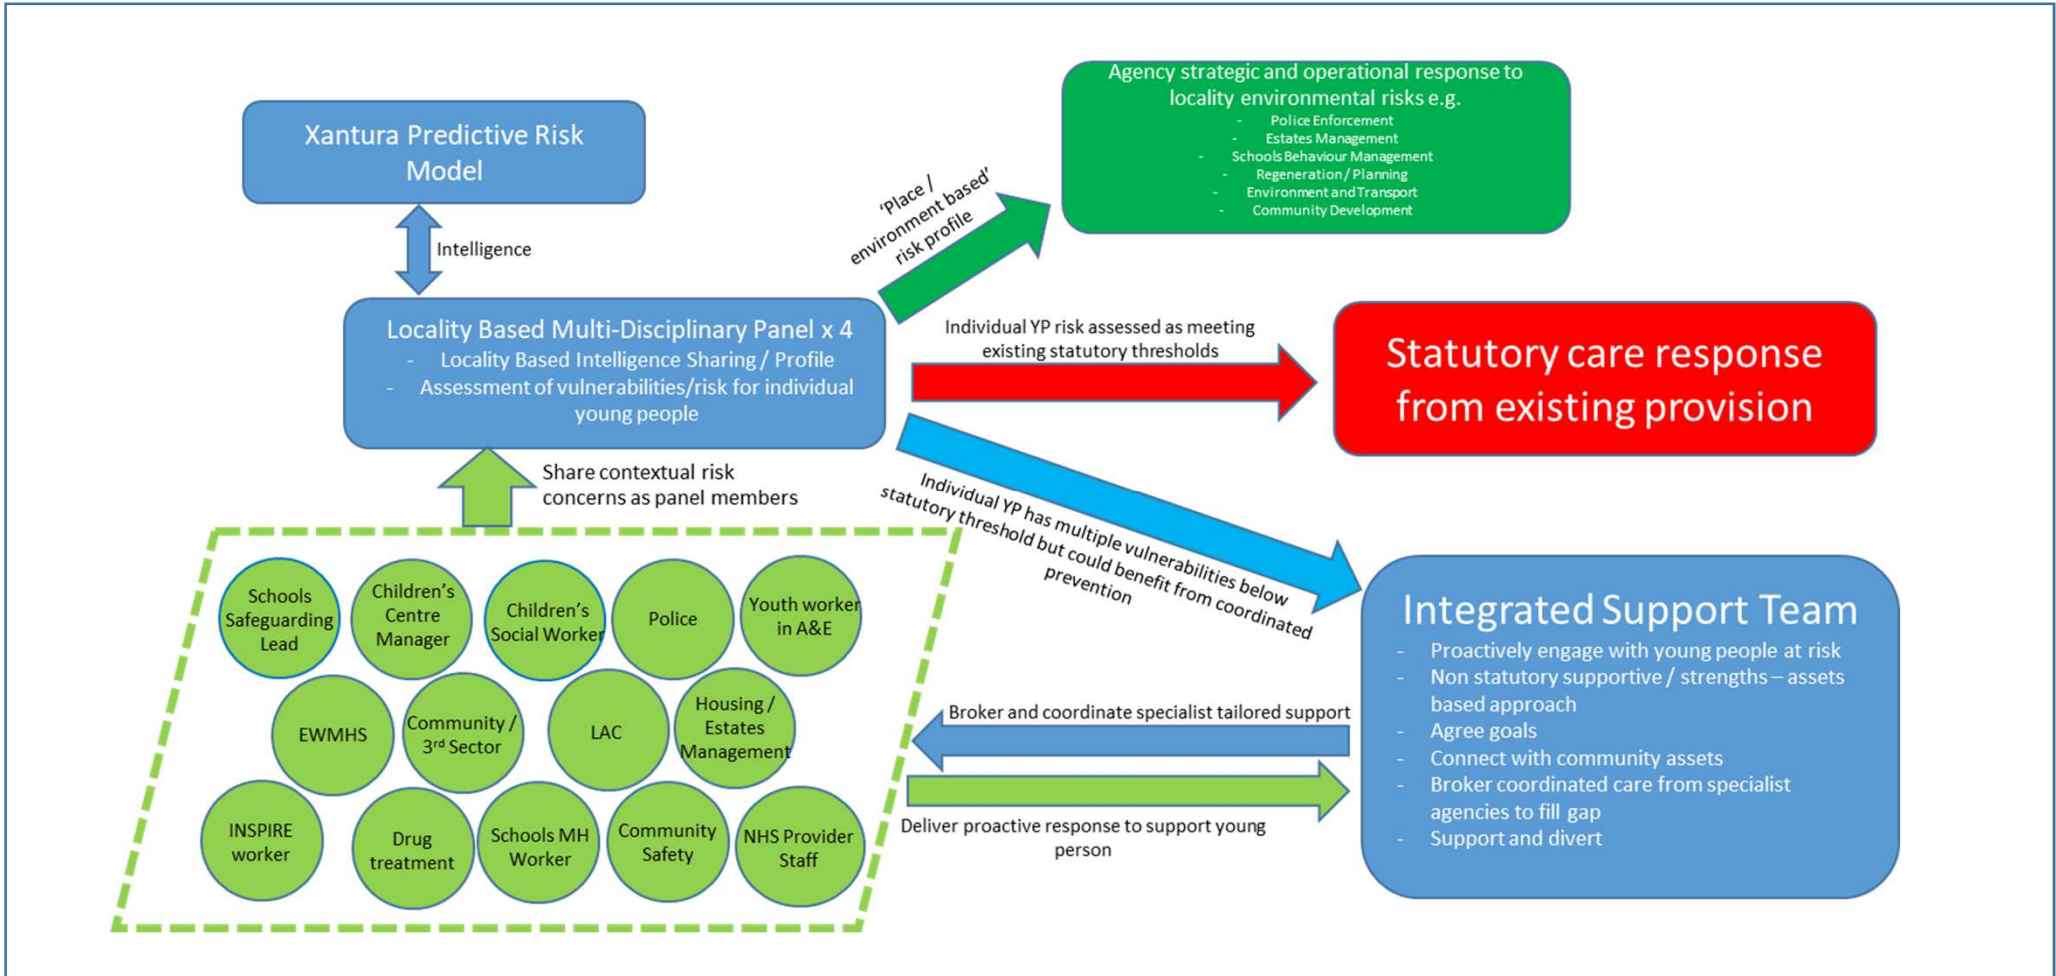 Xantura Predictive Risk
Model
Intelligence
Locality Based Multi-Disciplinary Panel x 4
- Locality Based Intelligence Sharing / Profile
- Assessment of vulnerabilities/risk for individual
young people
Share contextual risk
concerns as panel members
Schools
Safeguarding
Lead
Children's
Centre
Manager
Children's
Social Worker
Police
Youth worker
in A&E
EWMHS
Community /
3rd Sector
LAC
Housing /
Estates
Management
INSPIRE
worker
Drug
treatment
Schools MH
Worker
Community
Safety
NHS Provider
Staff
'Place /
environment based'
risk profile
Agency strategic and operational response to
locality environmental risks e.g.
- Police Enforcement
- Estates Management
- Schools Behaviour Management
- Regeneration / Planning
- Environment and Transport
- Community Development
Individual YP risk assessed as meeting
existing statutory thresholds
Statutory care response
from existing provision
Individual YP has multiple vulnerabilities below
statutory threshold but could benefit from coordinated
prevention
Integrated Support Team
- Proactively engage with young people at risk
- Non statutory supportive / strengths – assets
based approach
- Agree goals
- Connect with community assets
- Broker coordinated care from specialist
agencies to fill gap
- Support and divert
Broker and coordinate specialist tailored support
Deliver proactive response to support young
person